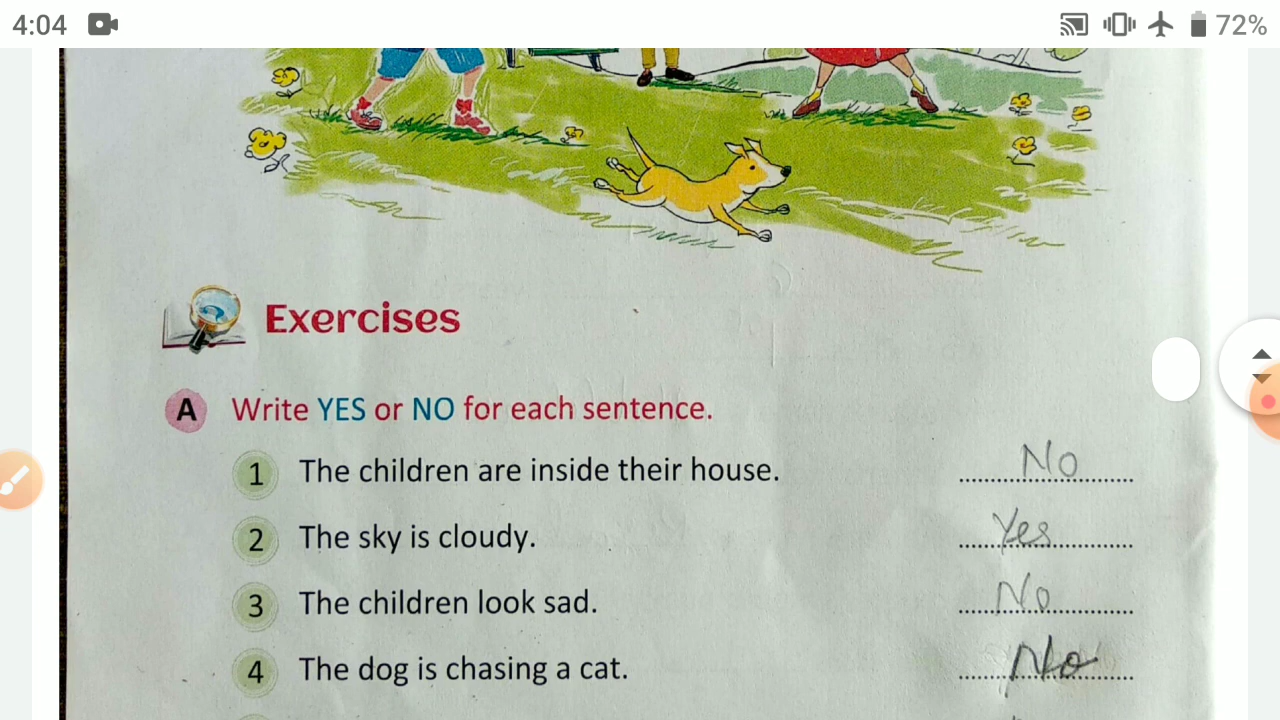 4:04 72%
Exercises
A Write YES or NO for each sentence.
1 The children are inside their house. No
2 The sky is cloudy. Yes
3 The children look sad. No
4 The dog is chasing a cat. No